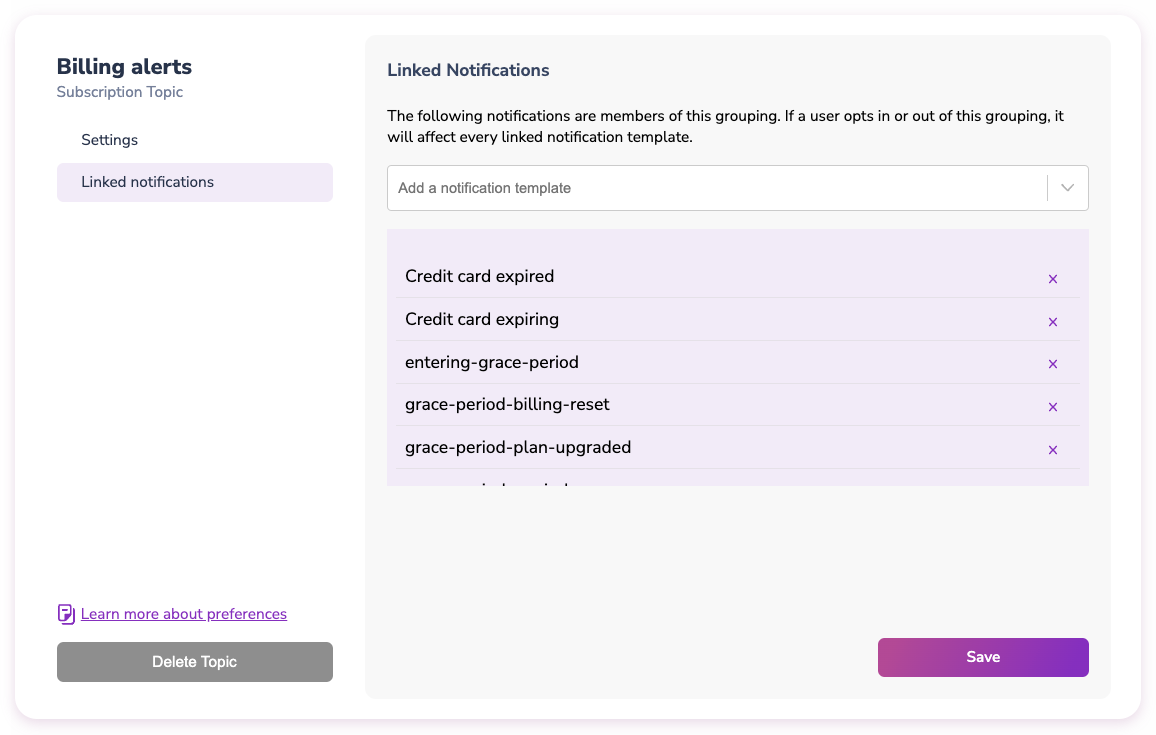 Billing alerts
Subscription Topic
Settings
Linked notifications
Learn more about preferences
Delete Topic
Linked Notifications
The following notifications are members of this grouping. If a user opts in or out of this grouping, it
will affect every linked notification template.
Add a notification template
Credit card expired
Credit card expiring
entering-grace-period
grace-period-billing-reset
grace-period-plan-upgraded
Save